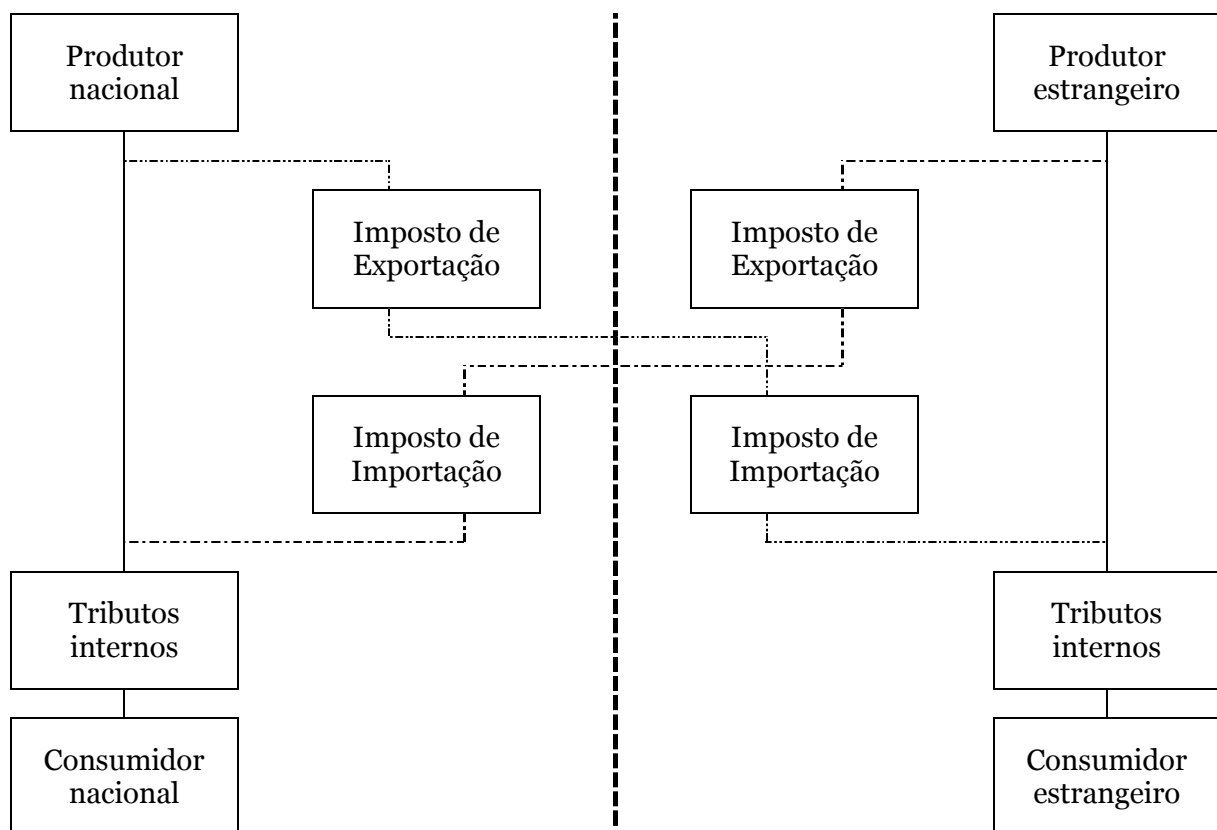 Produtor
nacional
Produtor
estrangeiro
Imposto de
Exportação
Imposto de
Exportação
Imposto de
Importação
Imposto de
Importação
Tributos
internos
Tributos
internos
Consumidor
nacional
Consumidor
estrangeiro